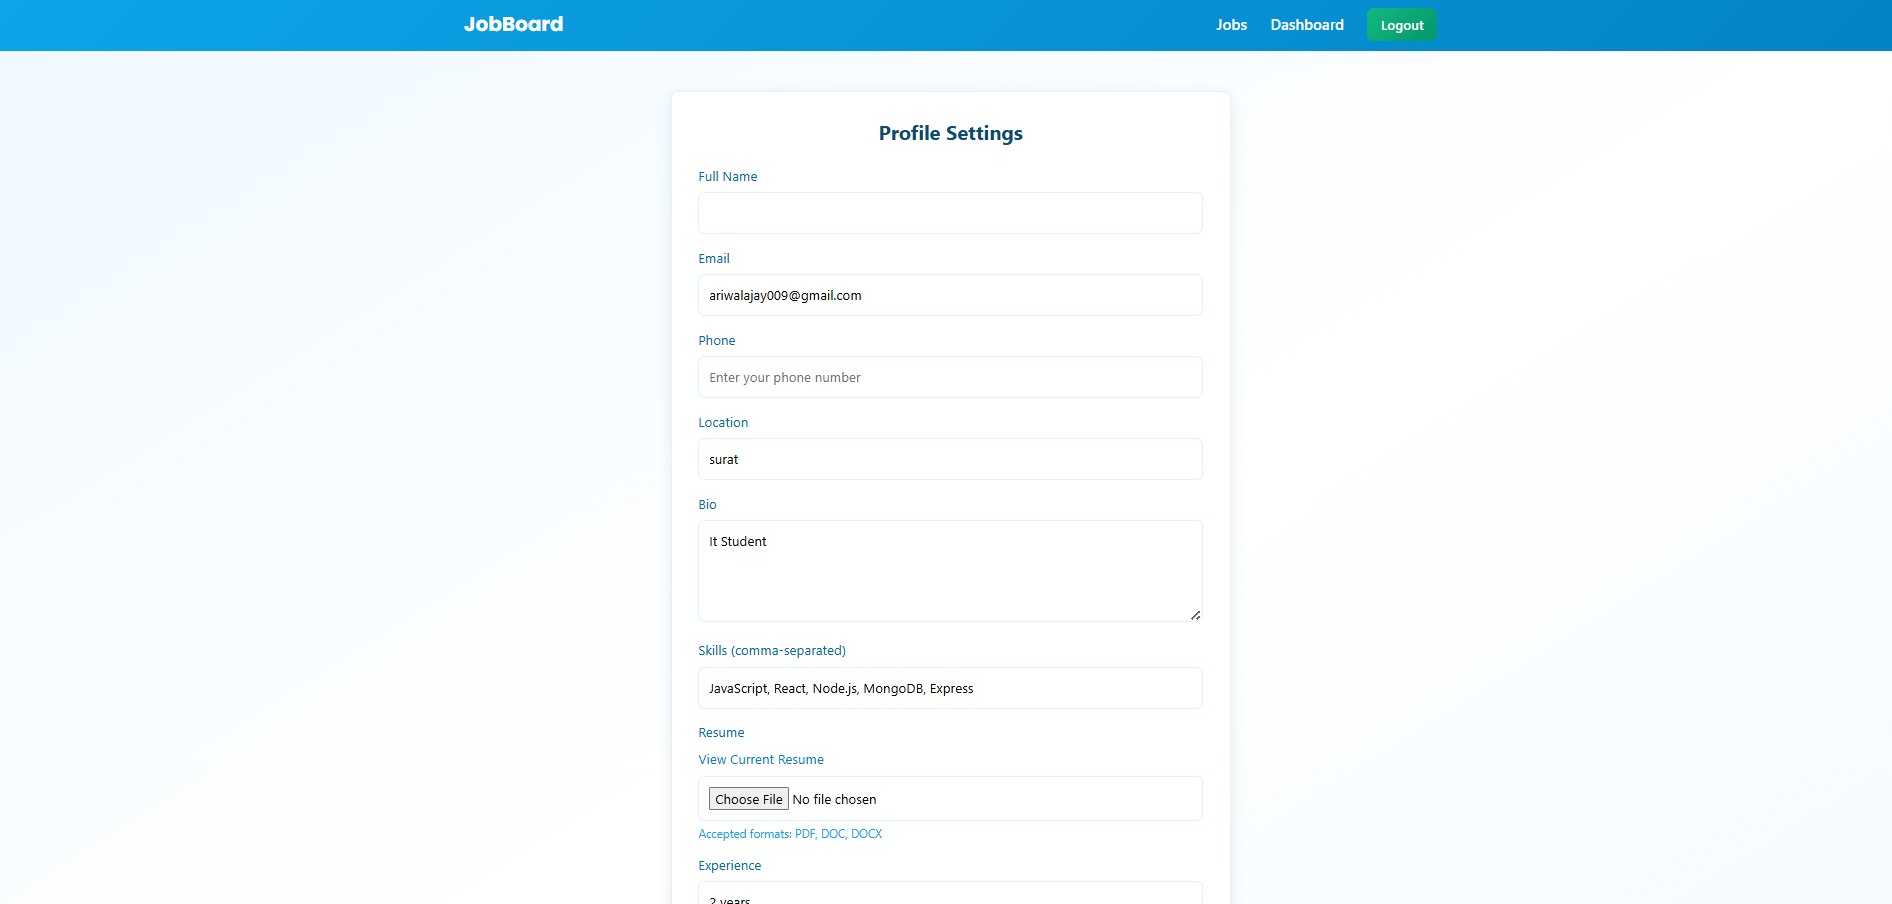 JobBoard
Jobs Dashboard Logout
Profile Settings
Full Name
Email
ariwalajay009@gmail.com
Phone
Enter your phone number
Location
surat
Bio
It Student
Skills (comma-separated)
JavaScript, React, Node.js, MongoDB, Express
Resume
View Current Resume
Choose File No file chosen
Accepted formats: PDF, DOC, DOCX
Experience
2 years